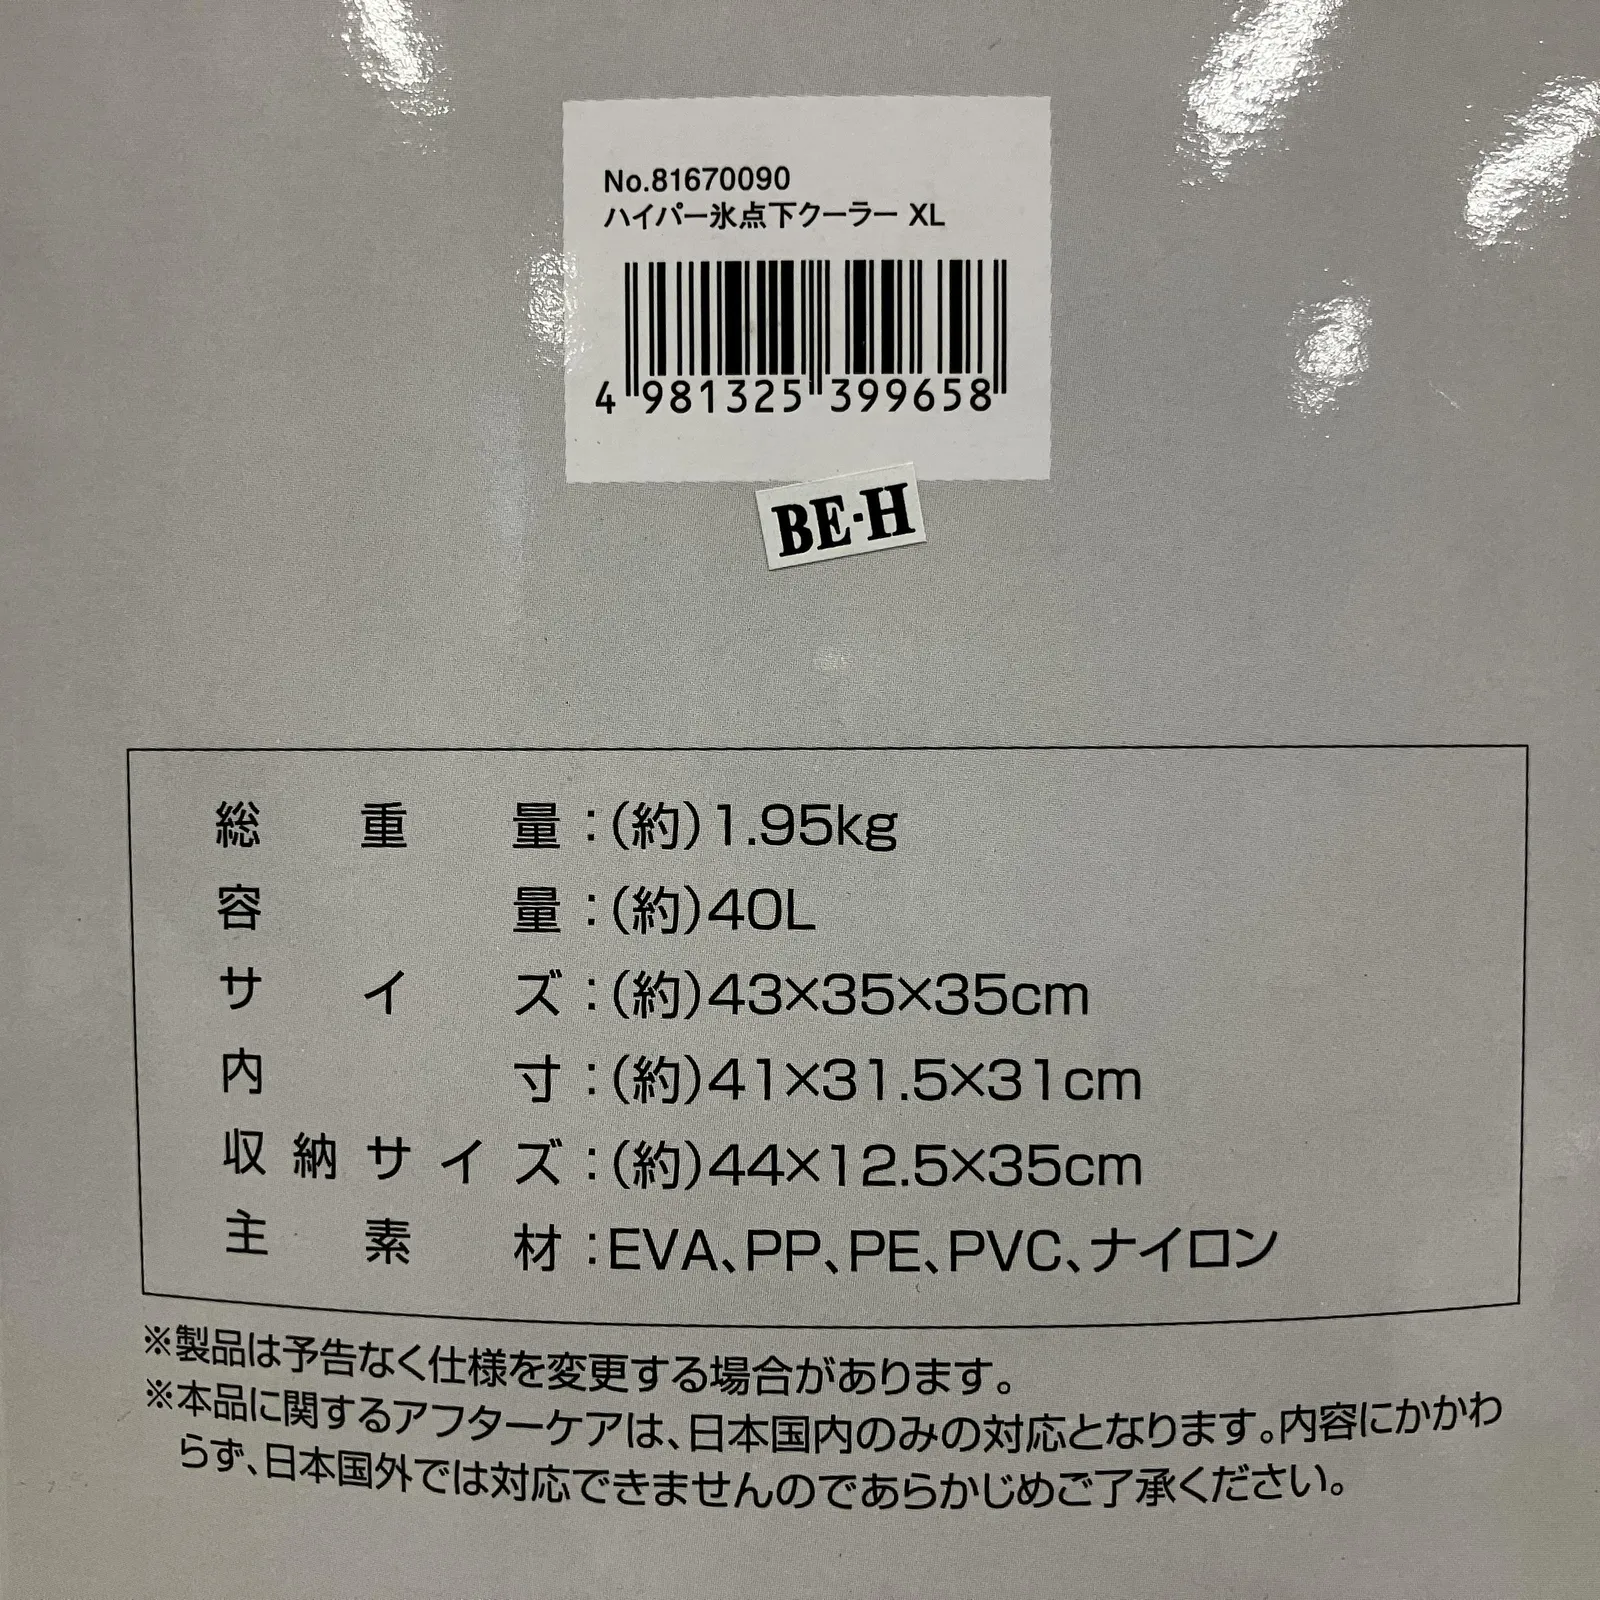 No.81670090
ハイパー氷点下クーラー XL
4 981325 399658
BE-H
総重量:(約)1.95kg
容量:(約)40L
サイズ:(約)43×35×35cm
内寸:(約)41×31.5×31cm
収納サイズ:(約)44×12.5×35cm
主素材:EVA、PP、PE、PVC、ナイロン
※製品は予告なく仕様を変更する場合があります。
※本品に関するアフターケアは、日本国内のみの対応となります。内容にかかわ
らず、日本国外では対応できませんのであらかじめご了承ください。